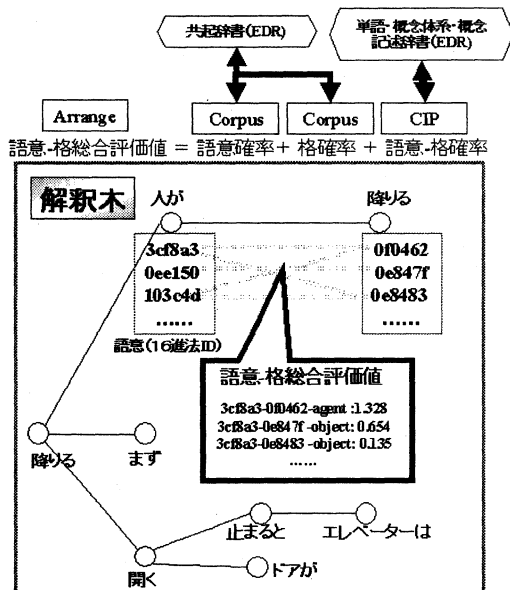 共起辞書(EDR)
単語・概念体系・概念
記述辞書(EDR)
Arrange
Corpus
Corpus
CIP
語意-格総合評価値 = 語意確率 + 格確率 + 語意-格確率
解釈木
人が
降りる
3cf8a3
0ee150
103c4d
……
語意(16進法ID)
0f0462
0e847f
0e8483
……
語意-格総合評価値
3cf8a3-0f0462-agent :1.328
3cf8a3-0e847f -object: 0.654
3cf8a3-0e8483 -object: 0.135
……
降りる
まず
止まると
エレベーターは
開く
ドアが